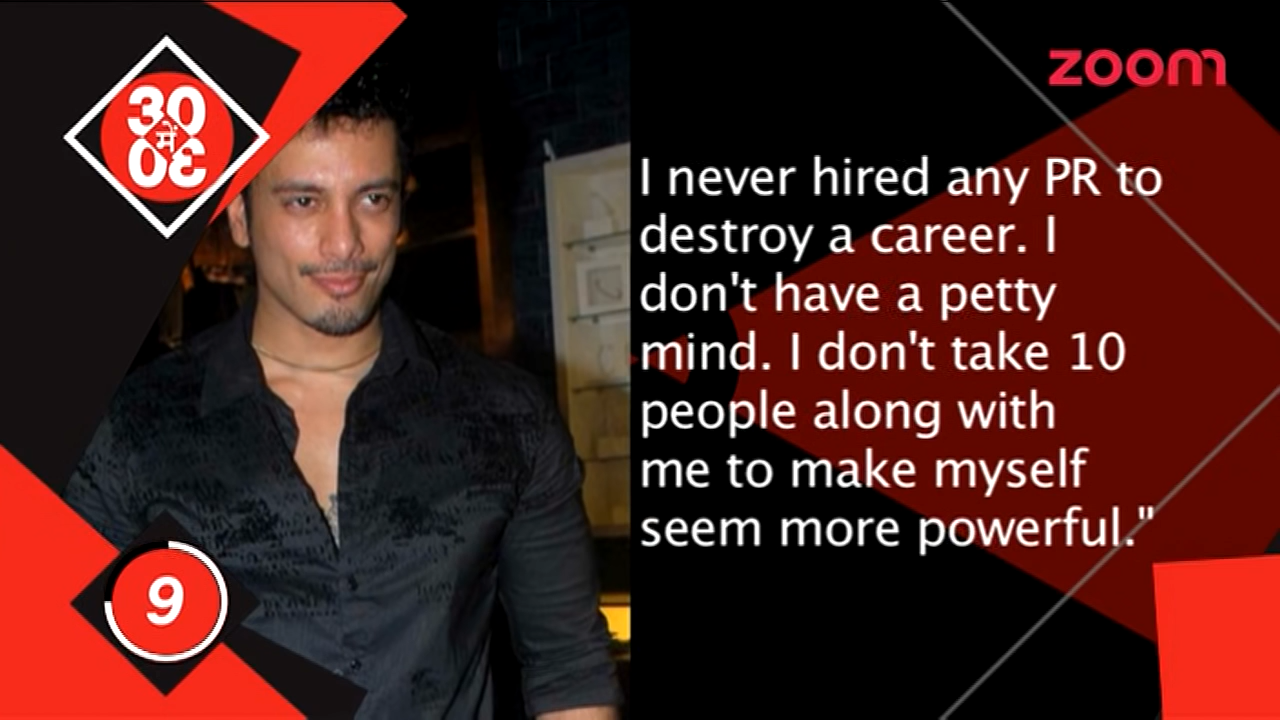 30
में
30
zoom
I never hired any PR to
destroy a career. I
don't have a petty
mind. I don't take 10
people along with
me to make myself
seem more powerful."
9